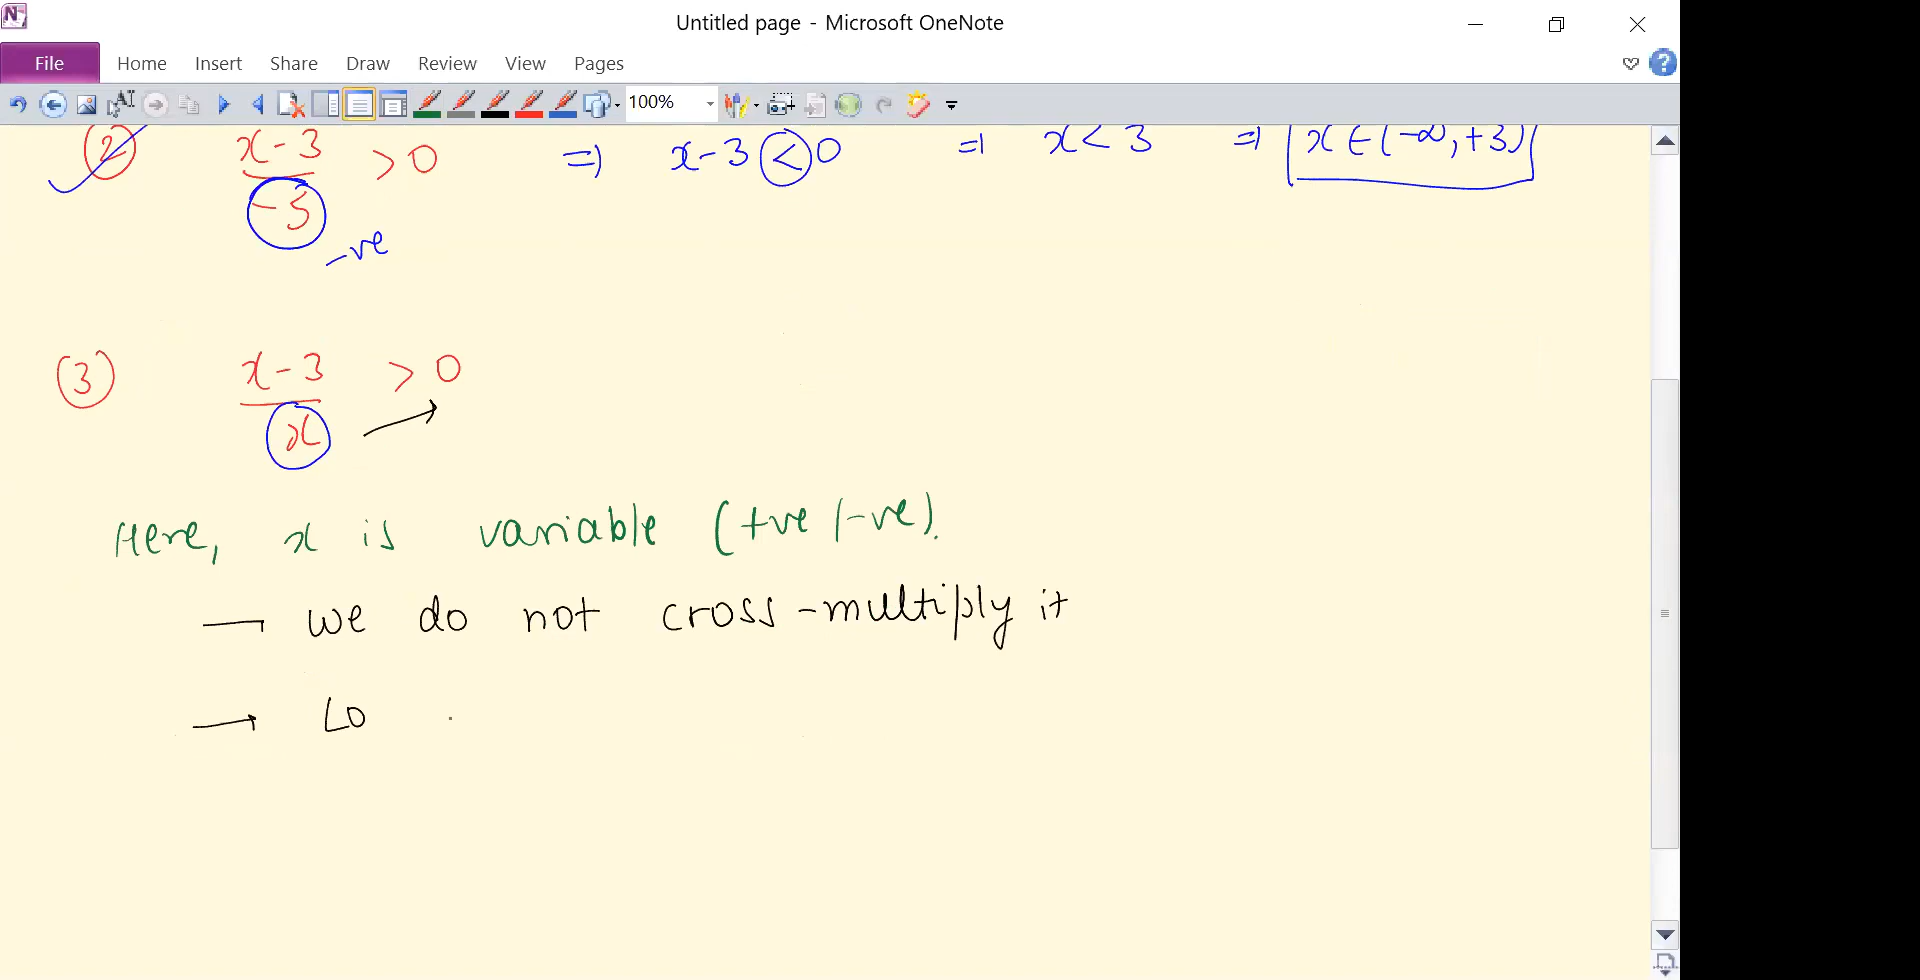 Untitled page - Microsoft OneNote
File Home Insert Share Draw Review View Pages
100%
(2) x-3 > 0 => x-3 < 0 => x < 3 => x ∈ (-∞, +3)
-3
-ve
(3) x-3 > 0
x
Here, x is variable (+ve/-ve).
— we do not cross-multiply it
→ Lo